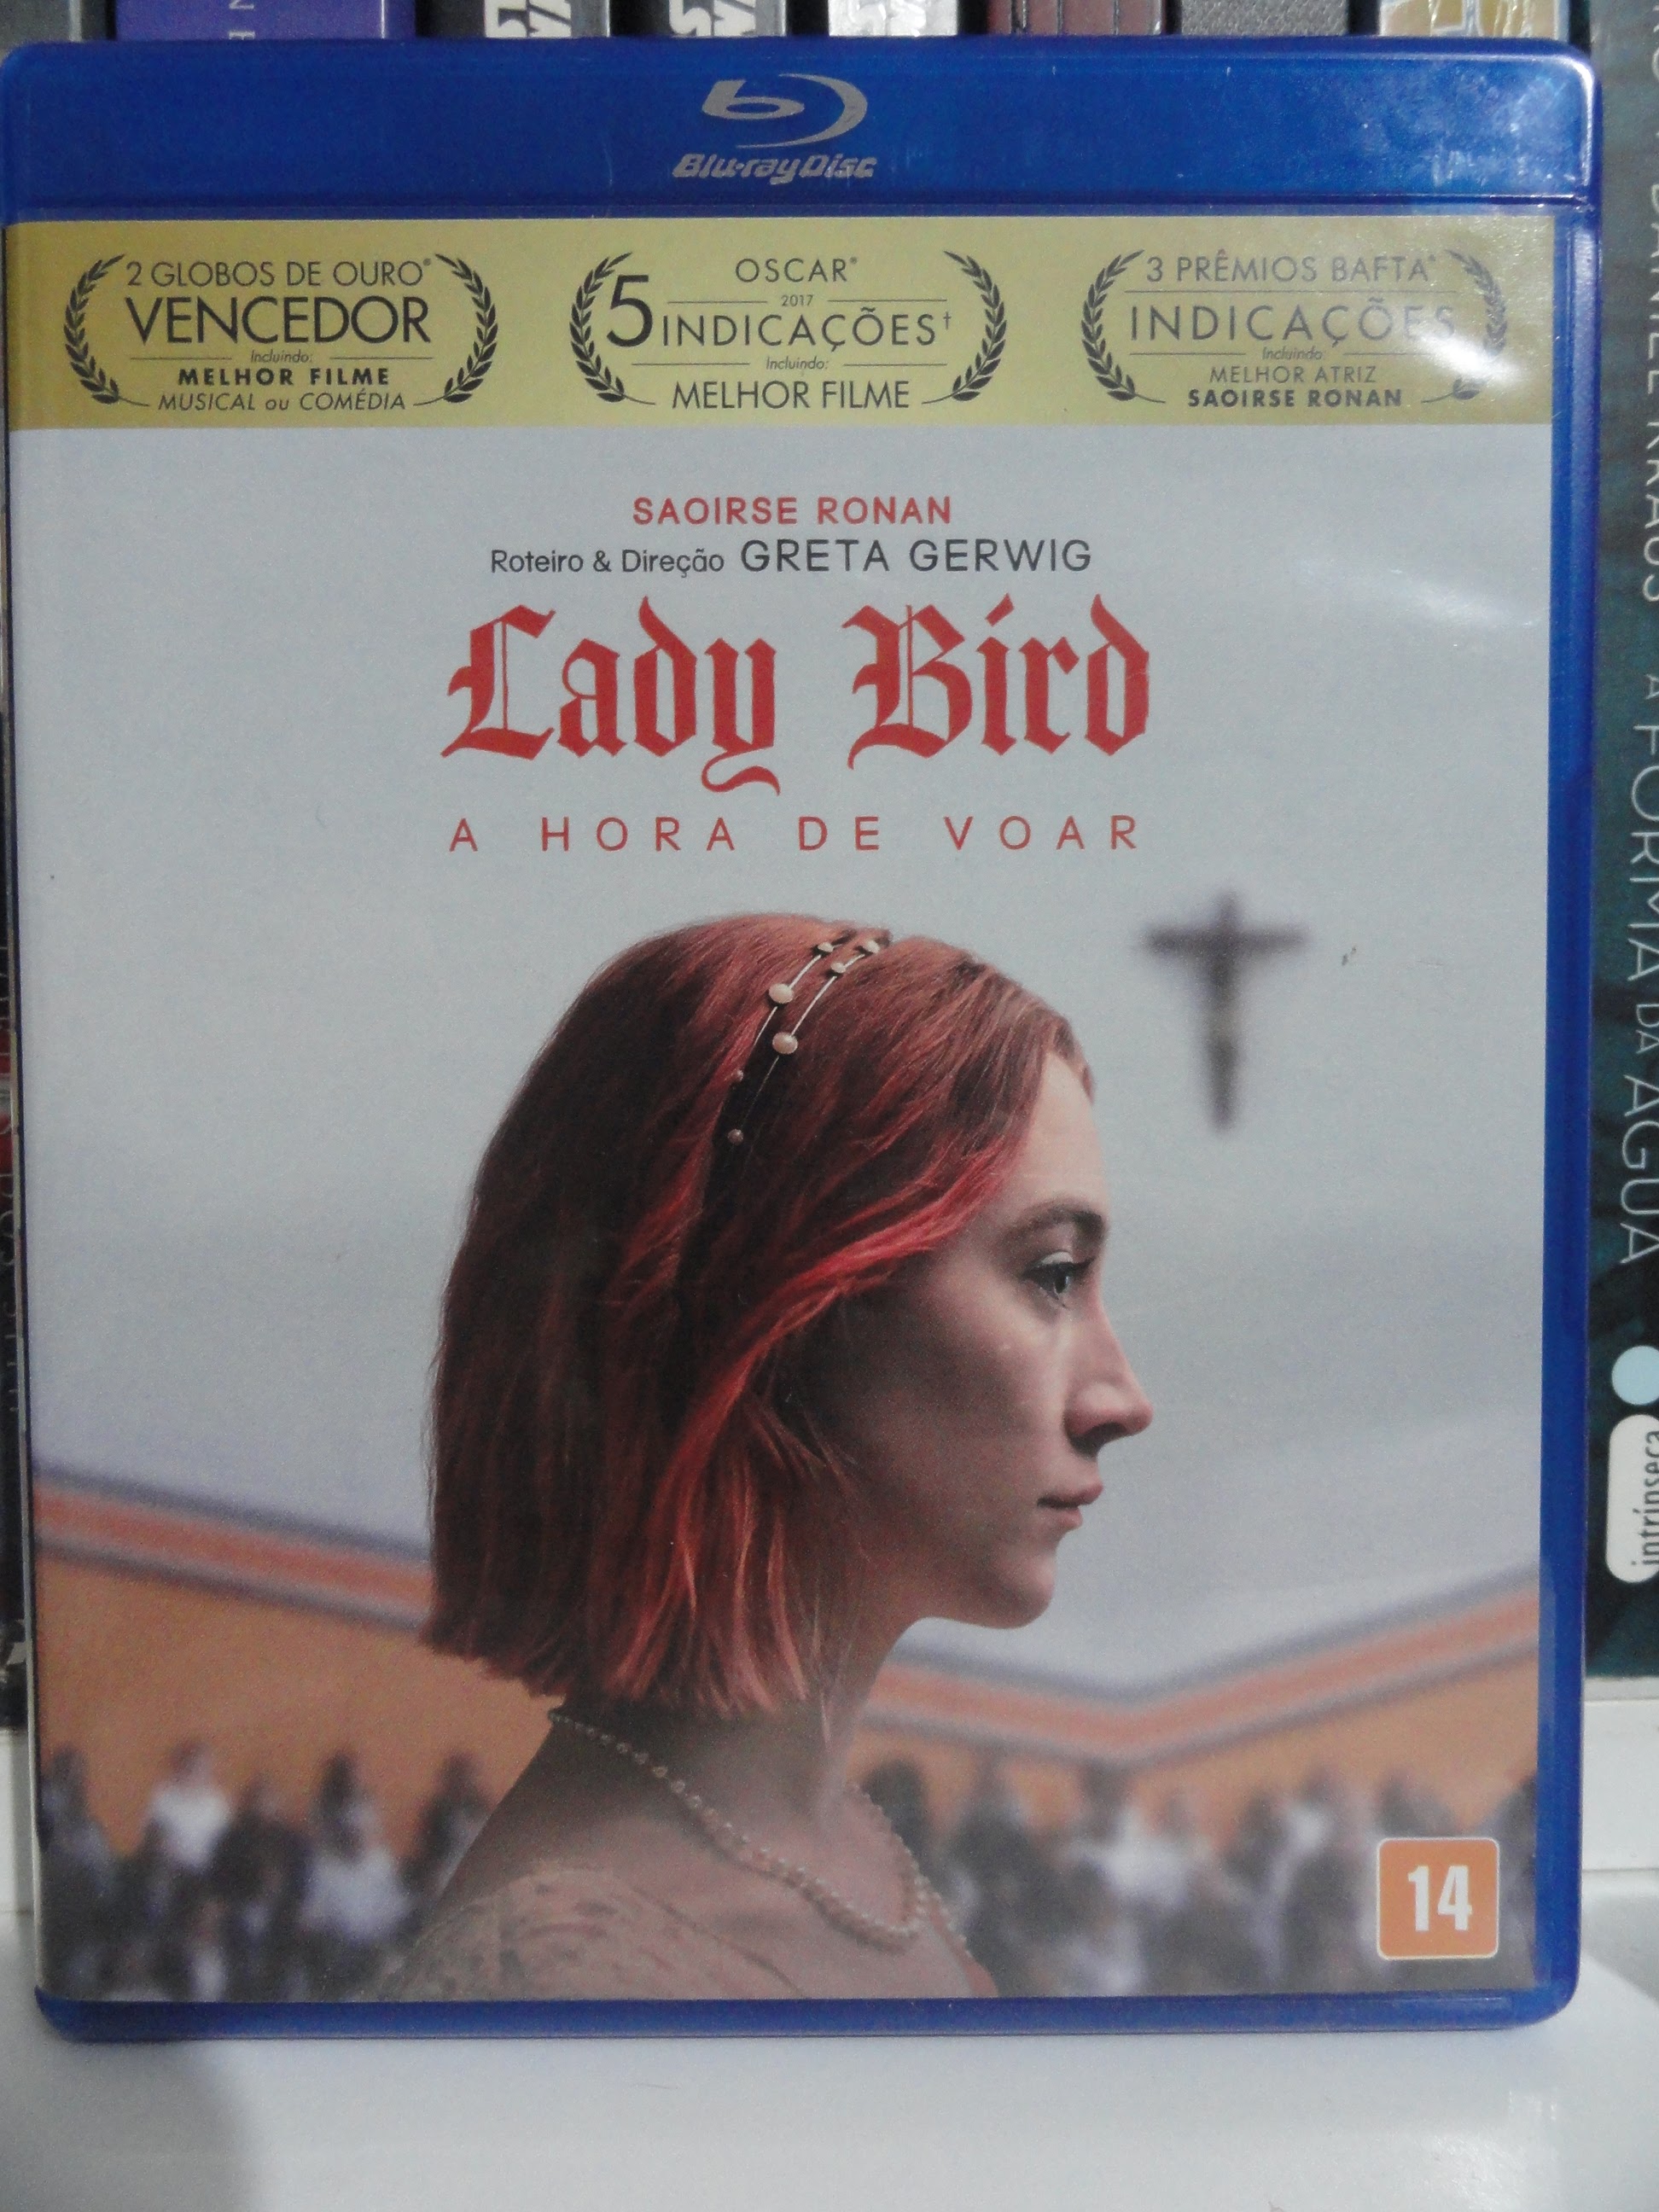 Blu-ray Disc
2 GLOBOS DE OURO®
VENCEDOR
Incluindo:
MELHOR FILME
MUSICAL ou COMÉDIA
OSCAR®
2017
5 INDICAÇÕES†
Incluindo:
MELHOR FILME
3 PRÊMIOS BAFTA®
INDICAÇÕES
Incluindo:
MELHOR ATRIZ
SAOIRSE RONAN
SAOIRSE RONAN
Roteiro & Direção GRETA GERWIG
Lady Bird
A HORA DE VOAR
14
DANIEL KRAUS A FORMA DA ÁGUA
intrínseca